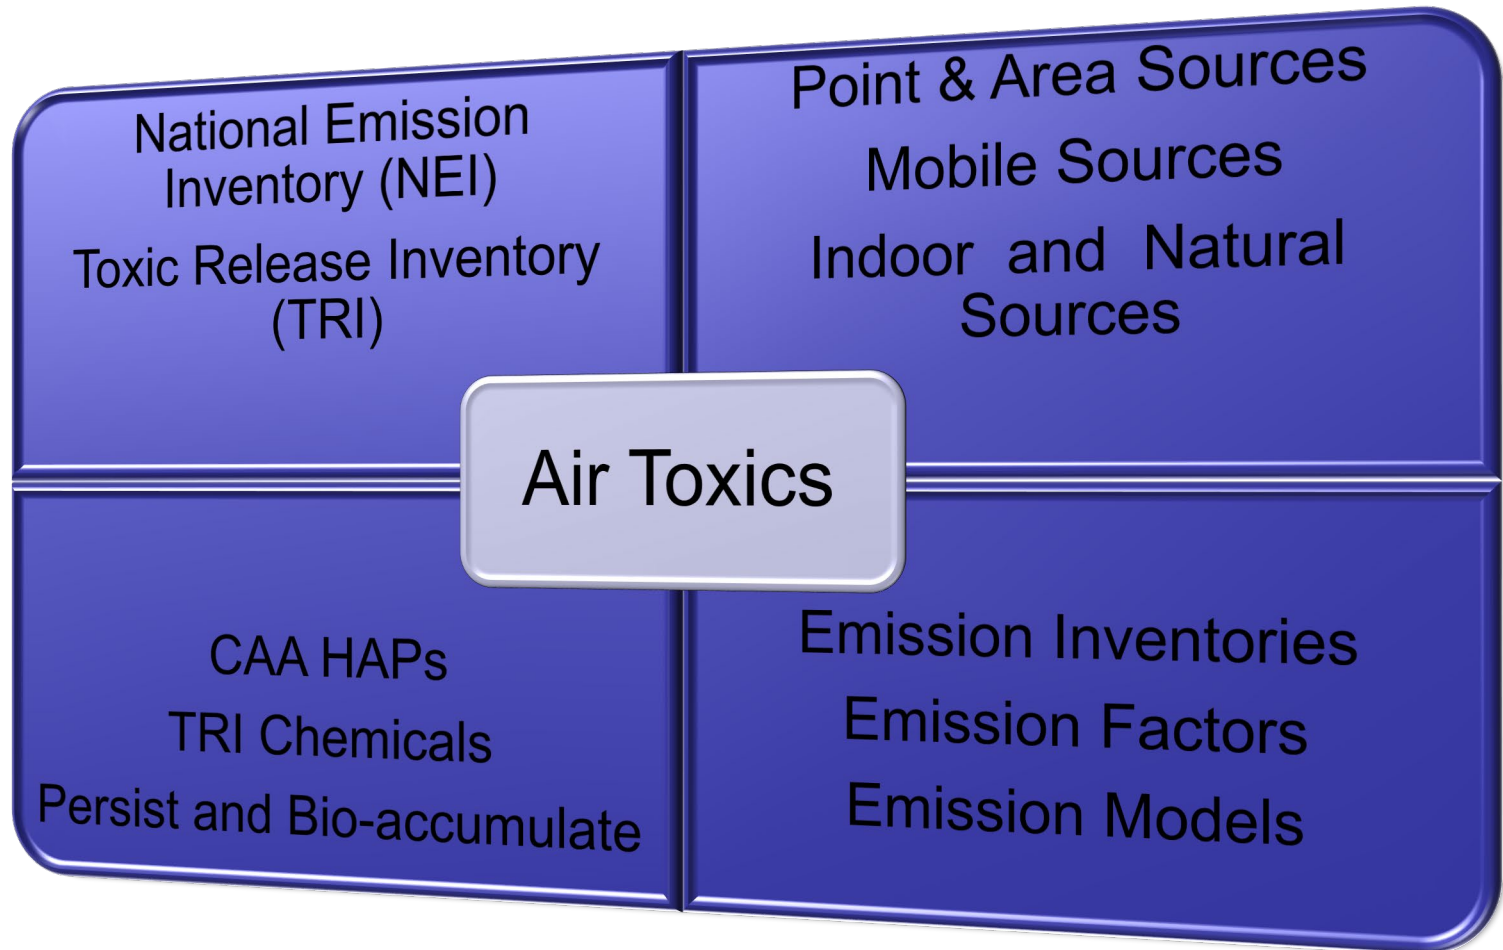 National Emission
Inventory (NEI)
Toxic Release Inventory
(TRI)
Point & Area Sources
Mobile Sources
Indoor and Natural
Sources
Air Toxics
CAA HAPs
TRI Chemicals
Persist and Bio-accumulate
Emission Inventories
Emission Factors
Emission Models